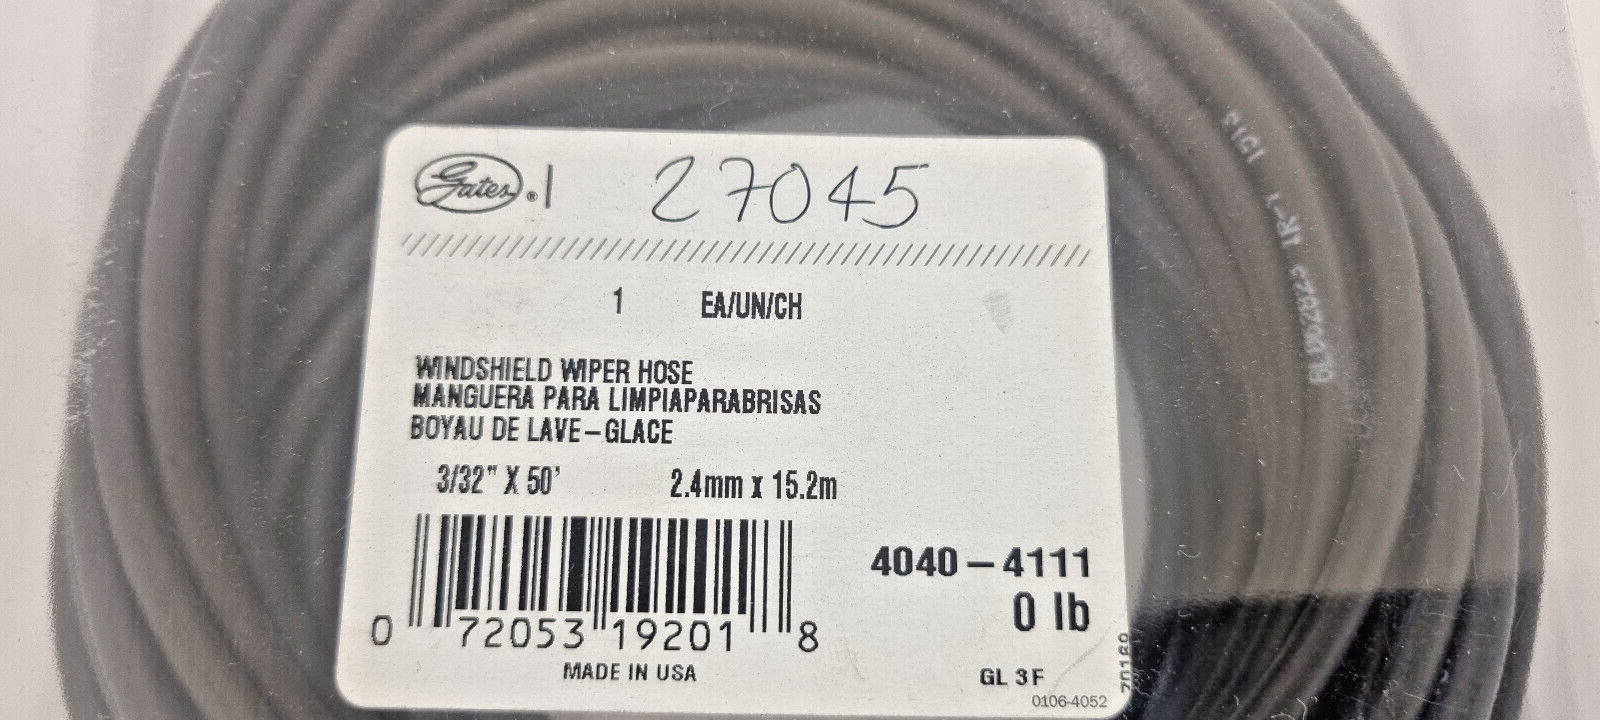 Gates®.
27045
1 EA/UN/CH
WINDSHIELD WIPER HOSE
MANGUERA PARA LIMPIAPARABRISAS
BOYAU DE LAVE-GLACE
3/32" X 50' 2.4mm x 15.2m
4040-4111
0 lb
0 72053 19201 8
MADE IN USA
GL 3F
0106-4052